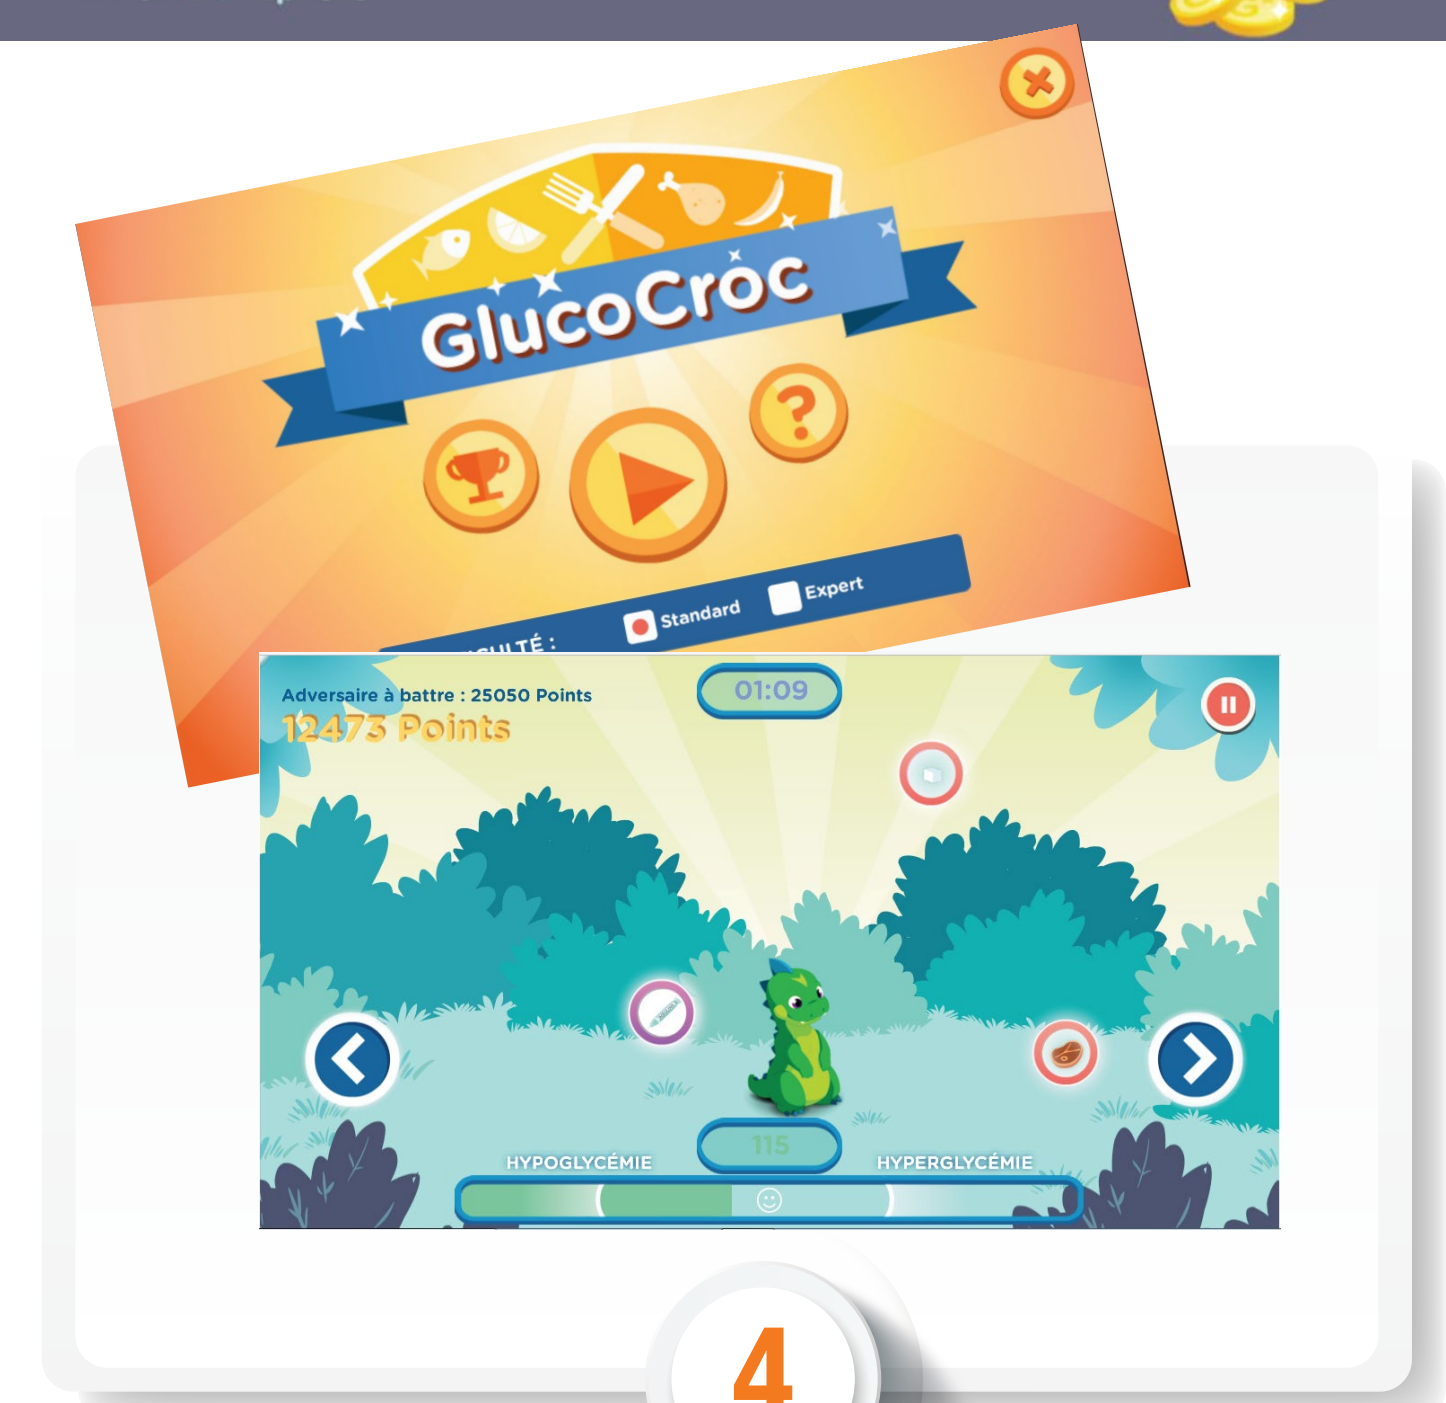 GlucoCroc
Standard
Expert
Adversaire à battre : 25050 Points
12473 Points
01:09
115
HYPOGLYCÉMIE
HYPERGLYCÉMIE
4